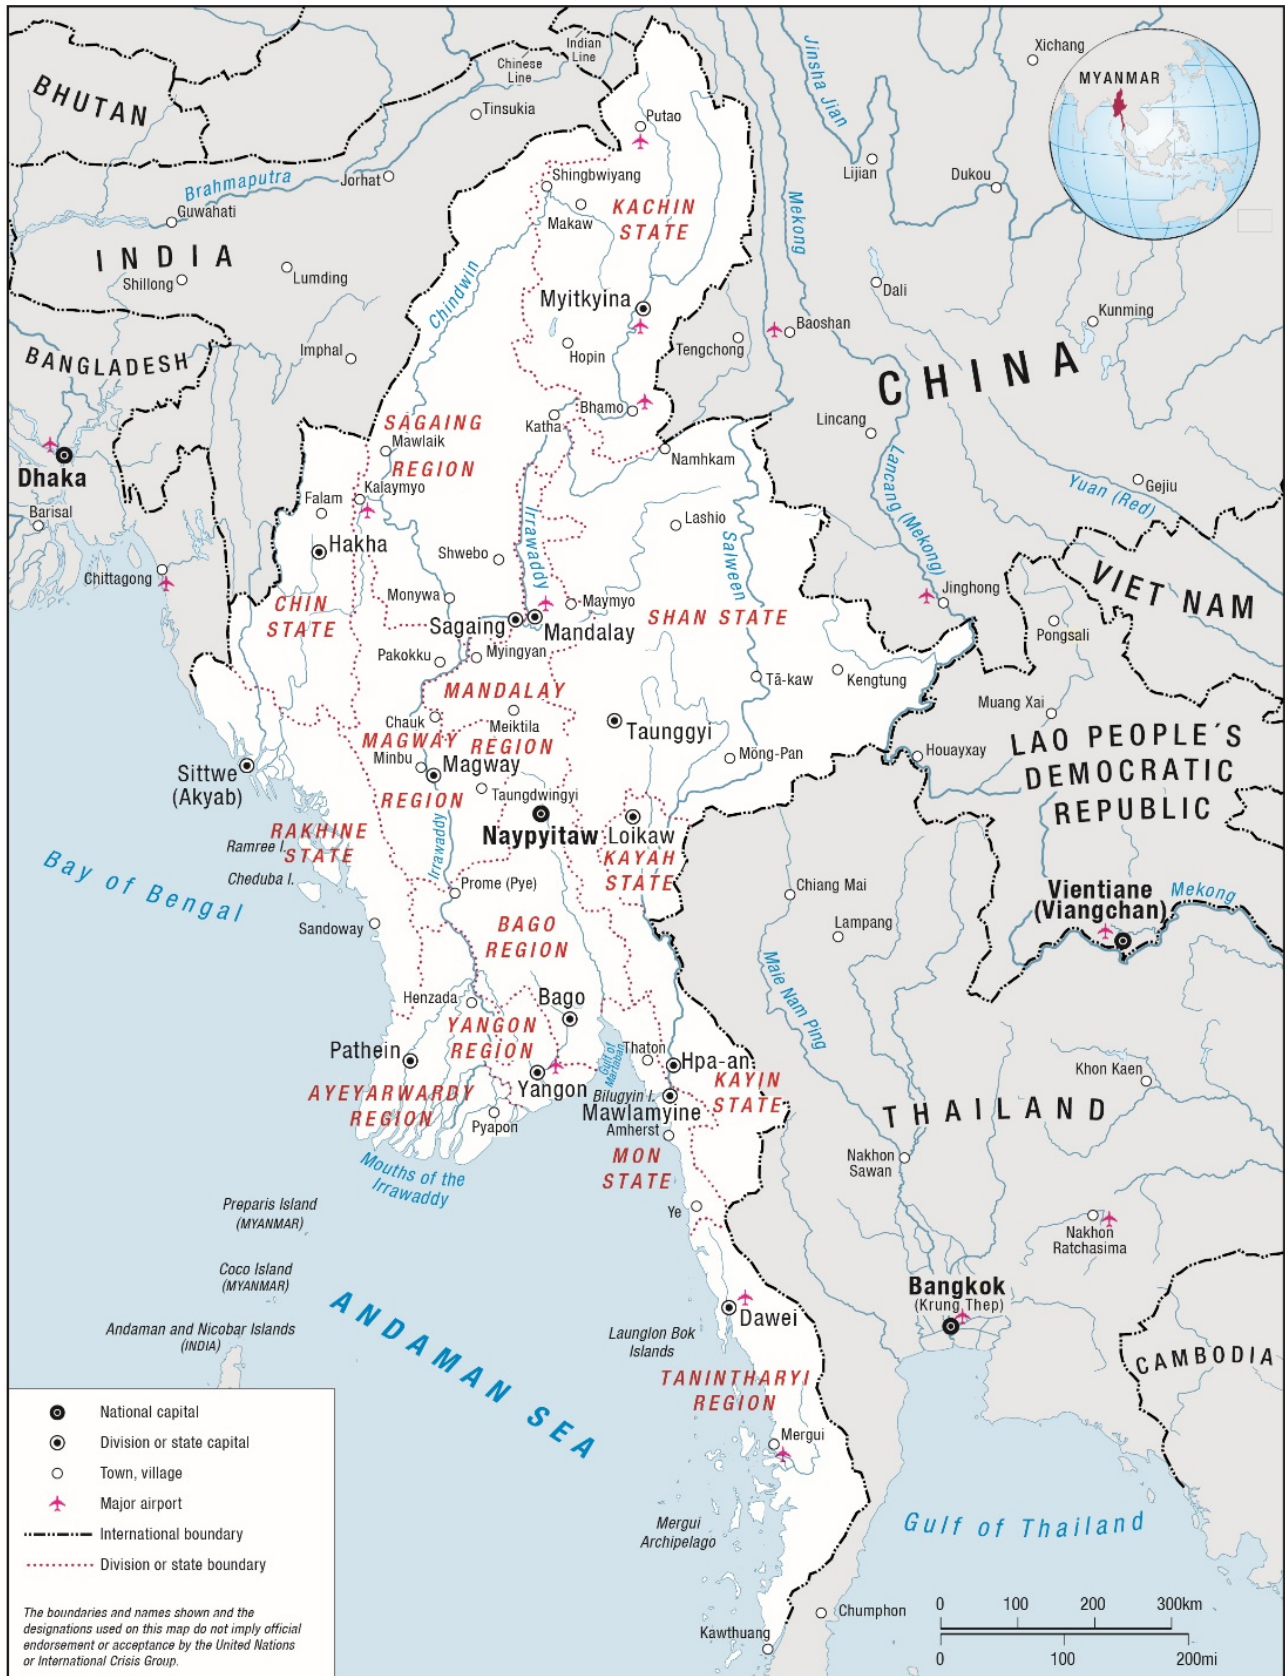 Indian
Line
Chinese
Line
BHUTAN
Tinsukia
Putao
Jinsha Jian
Xichang
MYANMAR
Brahmaputra
Jorhat
Guwahati
Shingbwiyang
Makaw
KACHIN
STATE
Mekong
Lijian
Dukou
INDIA
Shillong
Lumding
Chindwin
Myitkyina
Dali
Kunming
BANGLADESH
Imphal
Hopin
Tengchong
Baoshan
CHINA
Bhamo
Katha
SAGAING
Mawlaik
REGION
Namhkam
Lincang
Dhaka
Barisal
Falam
Kalaymyo
Hakha
Shwebo
Irrawaddy
Lashio
Salween
Lancang (Mekong)
Yuan (Red)
Gejiu
Chittagong
CHIN
STATE
Monywa
Maymyo
Sagaing
Mandalay
SHAN STATE
Jinghong
VIET NAM
Pongsali
Pakokku
Myingyan
MANDALAY
Tā-kaw
Kengtung
Muang Xai
Chauk
Meiktila
Taunggyi
MAGWAY
REGION
Minbu
Magway
Möng-Pan
Houayxay
LAO PEOPLE´S
DEMOCRATIC
REPUBLIC
Sittwe
(Akyab)
REGION
Taungdwingyi
Naypyitaw
Loikaw
RAKHINE
STATE
Ramree I.
Cheduba I.
Irrawaddy
KAYAH
STATE
Bay of Bengal
Prome (Pye)
Chiang Mai
Vientiane
(Viangchan)
Mekong
Sandoway
BAGO
REGION
Lampang
Maie Nam Ping
Henzada
Bago
YANGON
REGION
Gulf of
Martaban
Thaton
Hpa-an
Pathein
Yangon
Khon Kaen
AYEYARWARDY
REGION
Bilugyin I.
Mawlamyine
KAYIN
STATE
THAILAND
Pyapon
Amherst
Mouths of the
Irrawaddy
MON
STATE
Nakhon
Sawan
Preparis Island
(MYANMAR)
Ye
Nakhon
Ratchasima
Coco Island
(MYANMAR)
ANDAMAN SEA
Dawei
Bangkok
(Krung Thep)
Andaman and Nicobar Islands
(INDIA)
Launglon Bok
Islands
CAMBODIA
TANINTHARYI
REGION
Mergui
Mergui
Archipelago
Gulf of Thailand
Kawthuang
Chumphon
National capital
Division or state capital
Town, village
Major airport
International boundary
Division or state boundary
The boundaries and names shown and the
designations used on this map do not imply official
endorsement or acceptance by the United Nations
or International Crisis Group.
0 100 200 300km
0 100 200mi